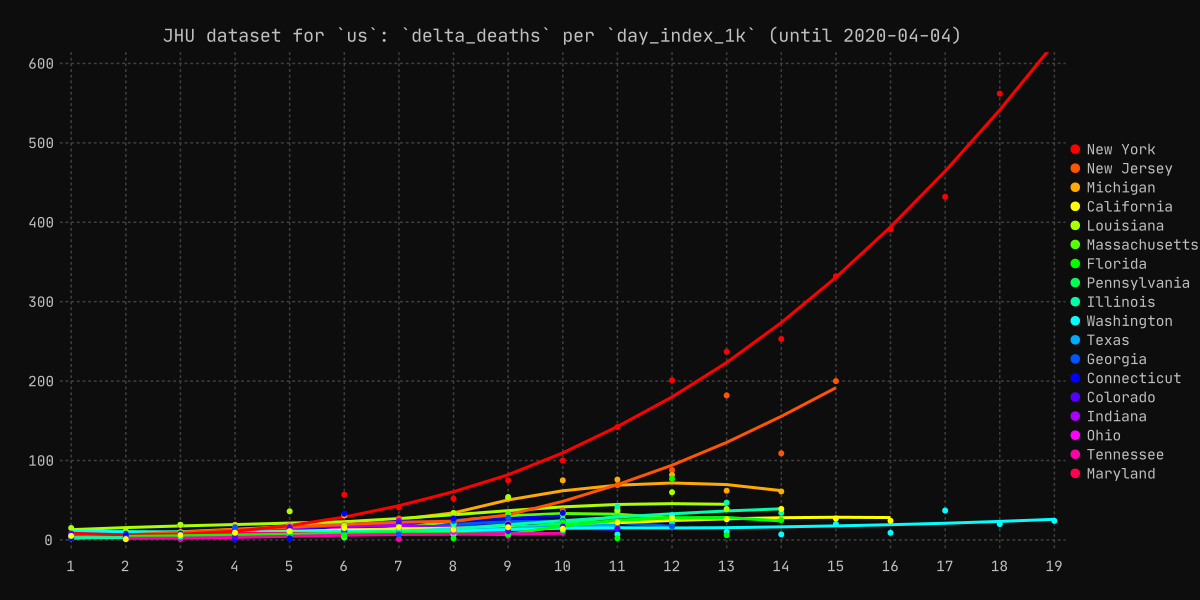 JHU dataset for `us`: `delta_deaths` per `day_index_1k` (until 2020-04-04)
600
500
400
300
200
100
0
1 2 3 4 5 6 7 8 9 10 11 12 13 14 15 16 17 18 19
New York
New Jersey
Michigan
California
Louisiana
Massachusetts
Florida
Pennsylvania
Illinois
Washington
Texas
Georgia
Connecticut
Colorado
Indiana
Ohio
Tennessee
Maryland